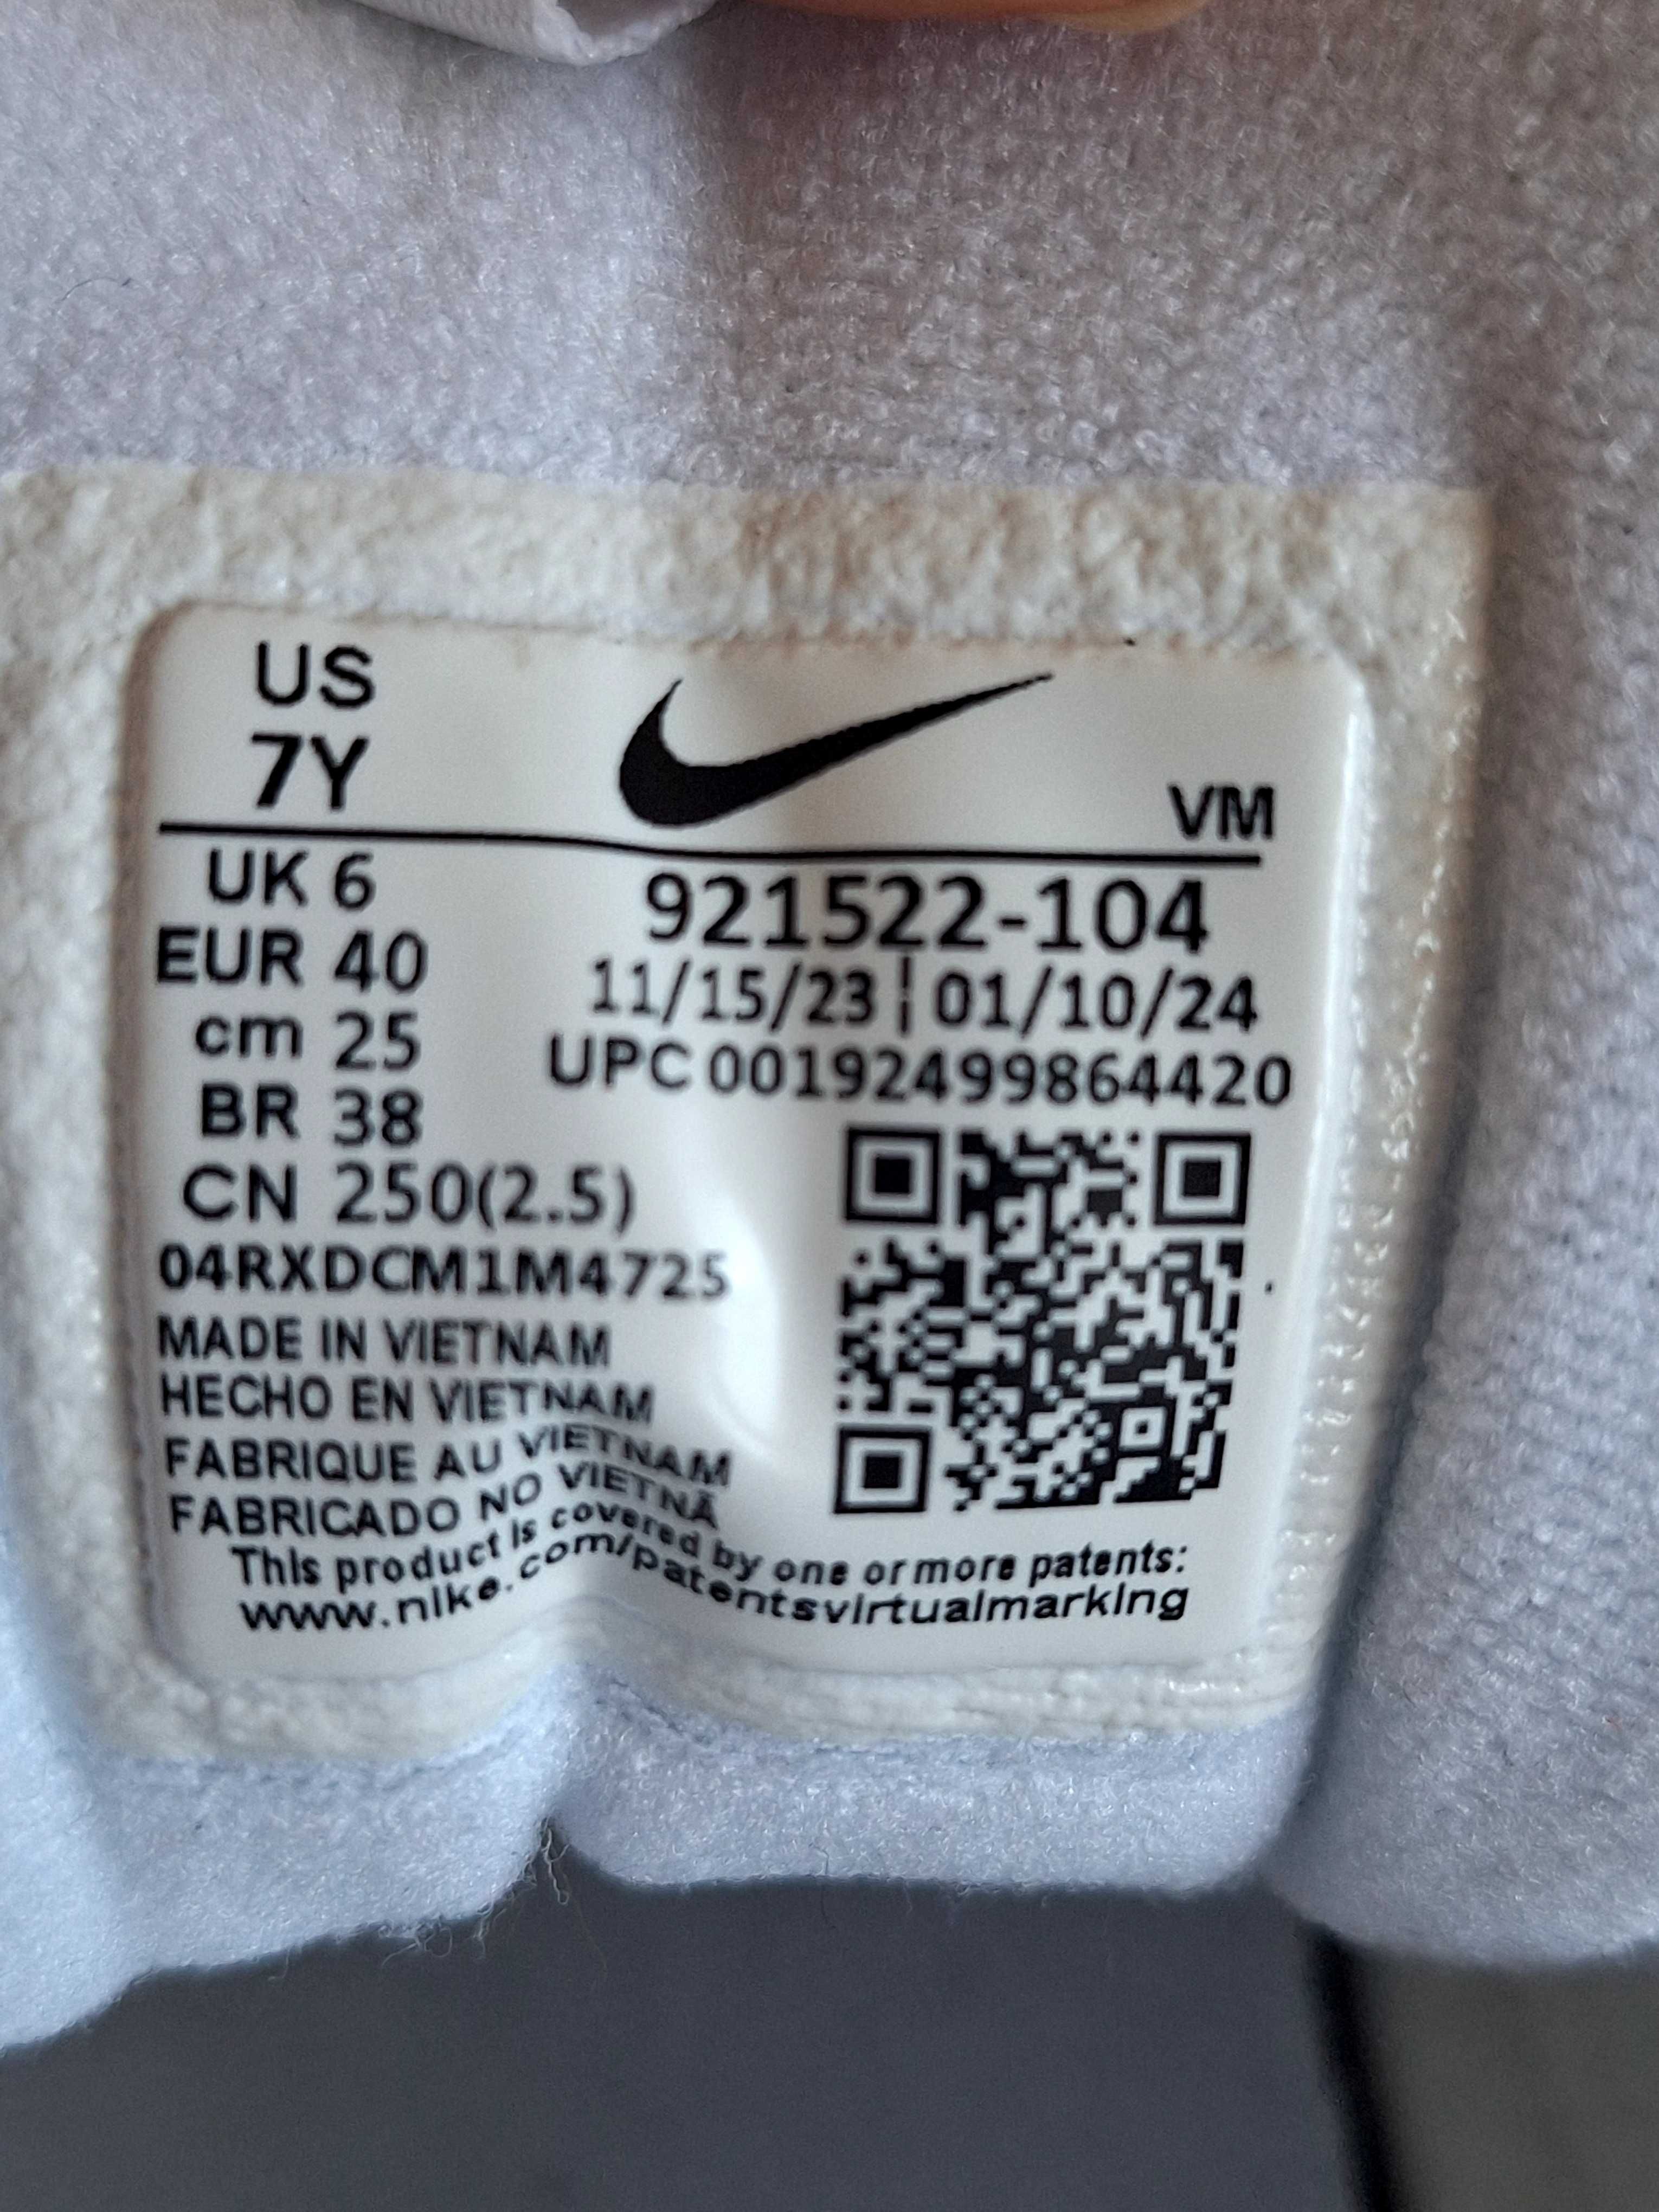 US
7Y
VM
UK 6
EUR 40
cm 25
BR 38
CN 250(2.5)
921522-104
11/15/23 | 01/10/24
UPC 00192499864420
04RXDCM1M4725
MADE IN VIETNAM
HECHO EN VIETNAM
FABRIQUE AU VIETNAM
FABRICADO NO VIETNÃ
This product is covered by one or more patents:
www.nike.com/patentsvirtualmarking